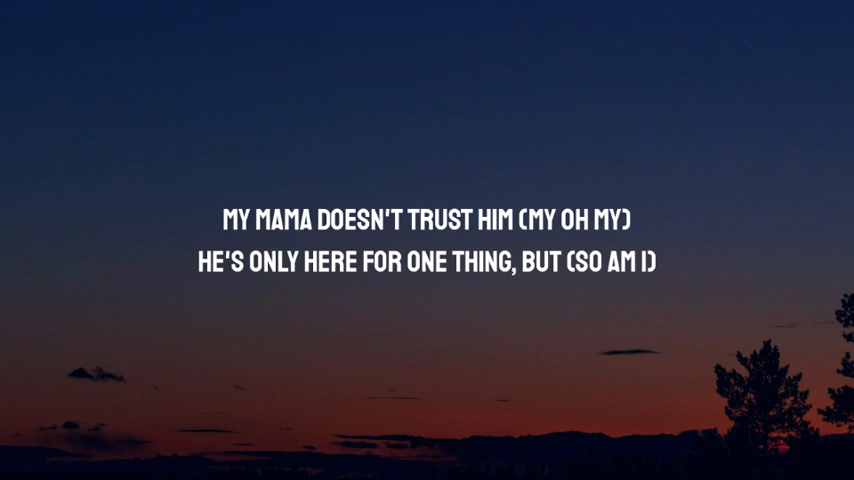 MY MAMA DOESN'T TRUST HIM (MY OH MY)
HE'S ONLY HERE FOR ONE THING, BUT (SO AM I)